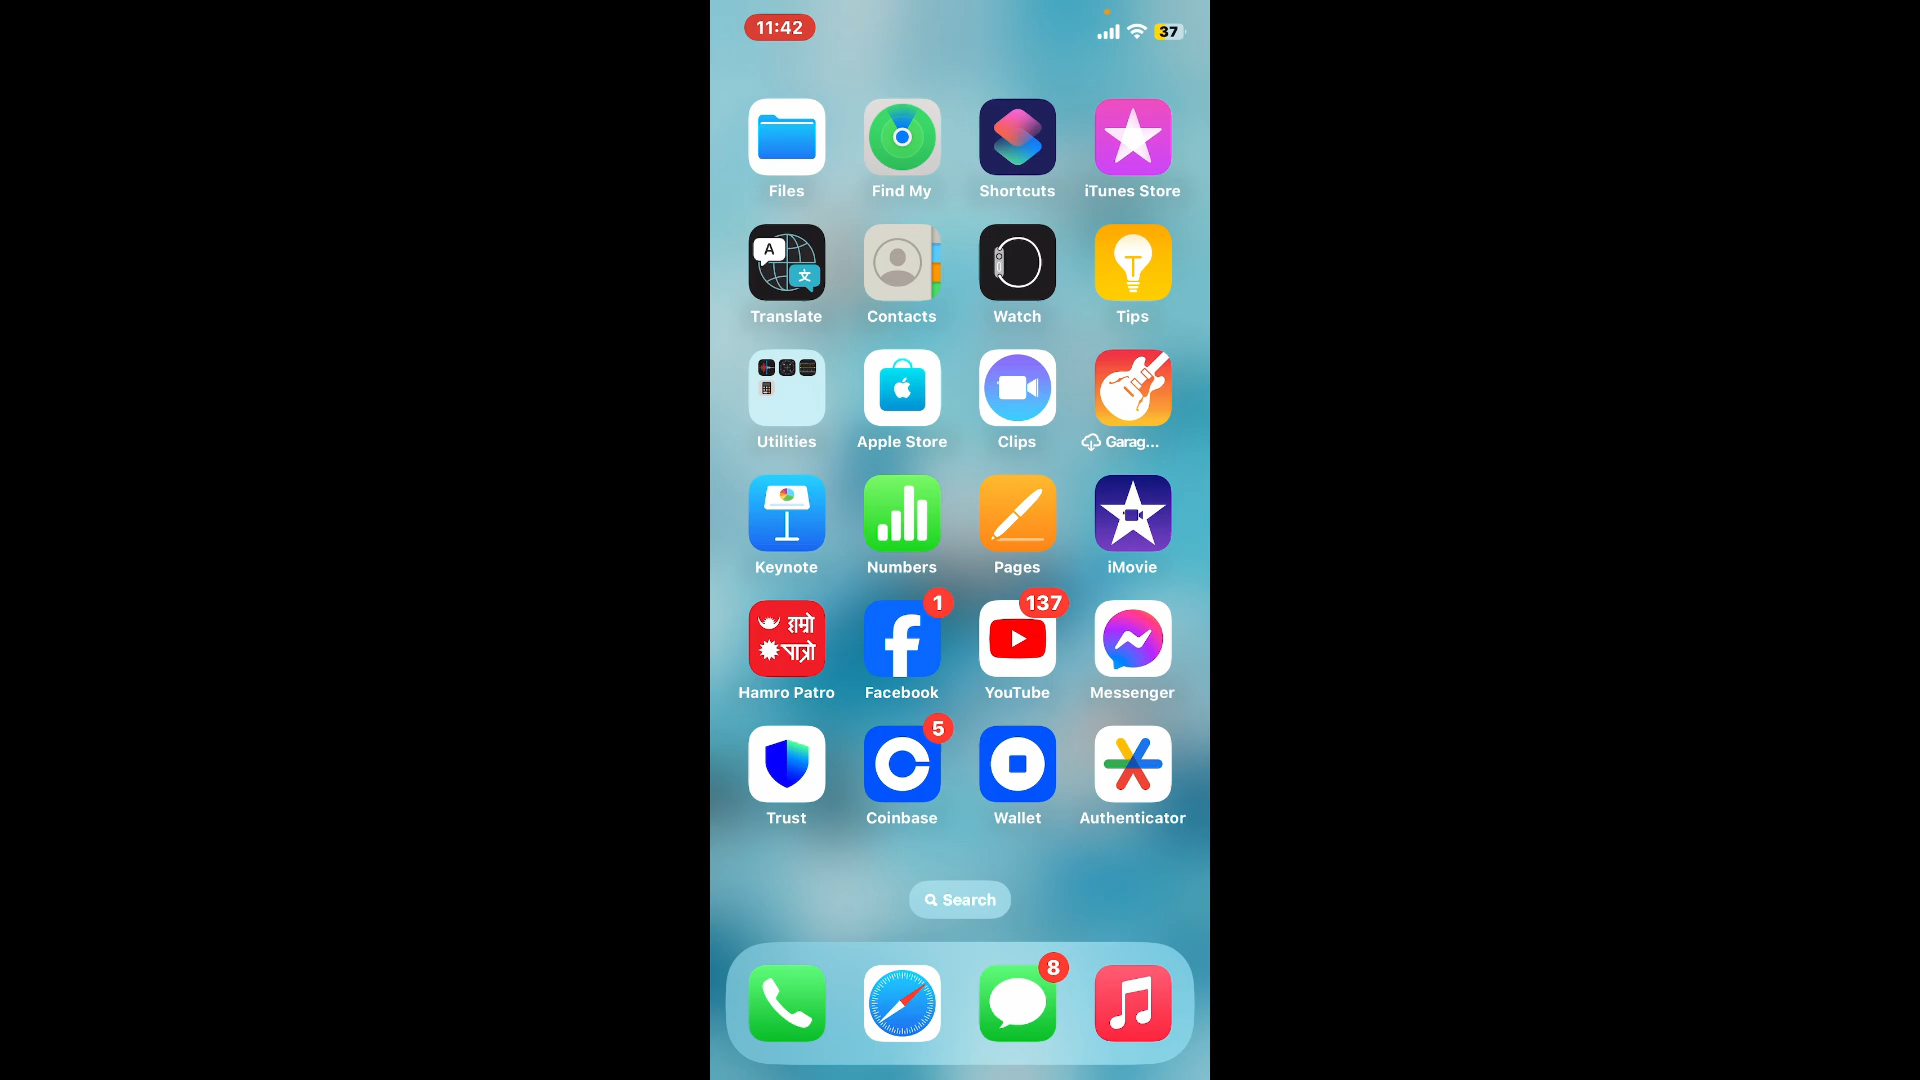 11:42
37
Files
Find My
Shortcuts
iTunes Store
A
文
Translate
Contacts
Watch
Tips
Utilities
Apple Store
Clips
Garag...
Keynote
Numbers
Pages
iMovie
हाम्रो
पात्रो
1
137
Hamro Patro
Facebook
YouTube
Messenger
5
Trust
Coinbase
Wallet
Authenticator
Search
8